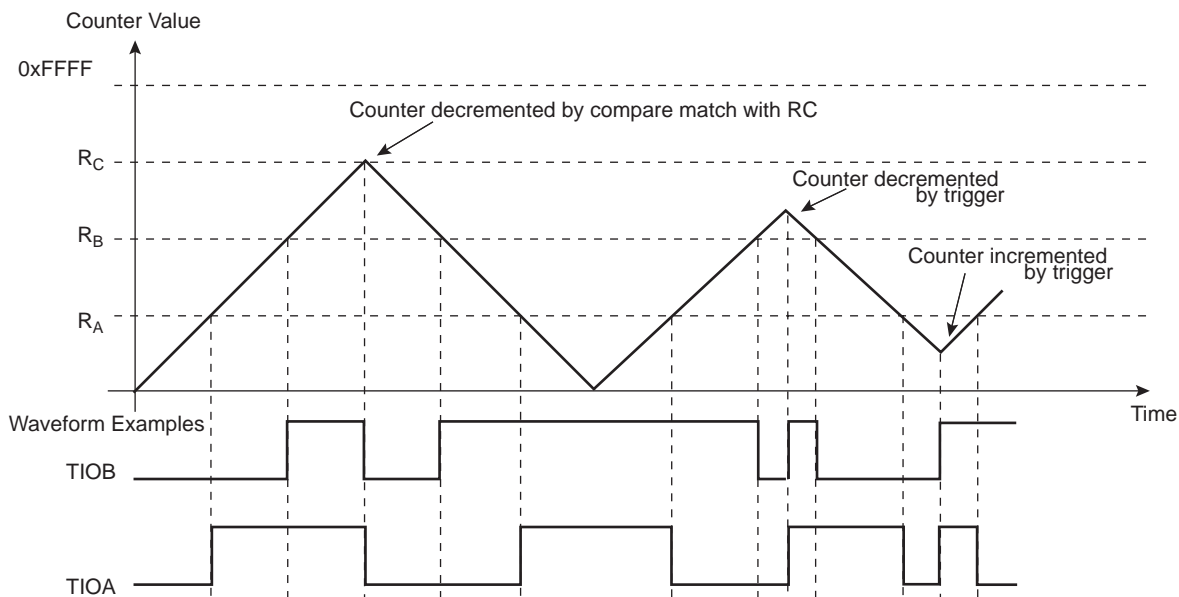 Counter Value
0xFFFF
Counter decremented by compare match with RC
RC
Counter decremented
by trigger
RB
Counter incremented
by trigger
RA
Time
Waveform Examples
TIOB
TIOA